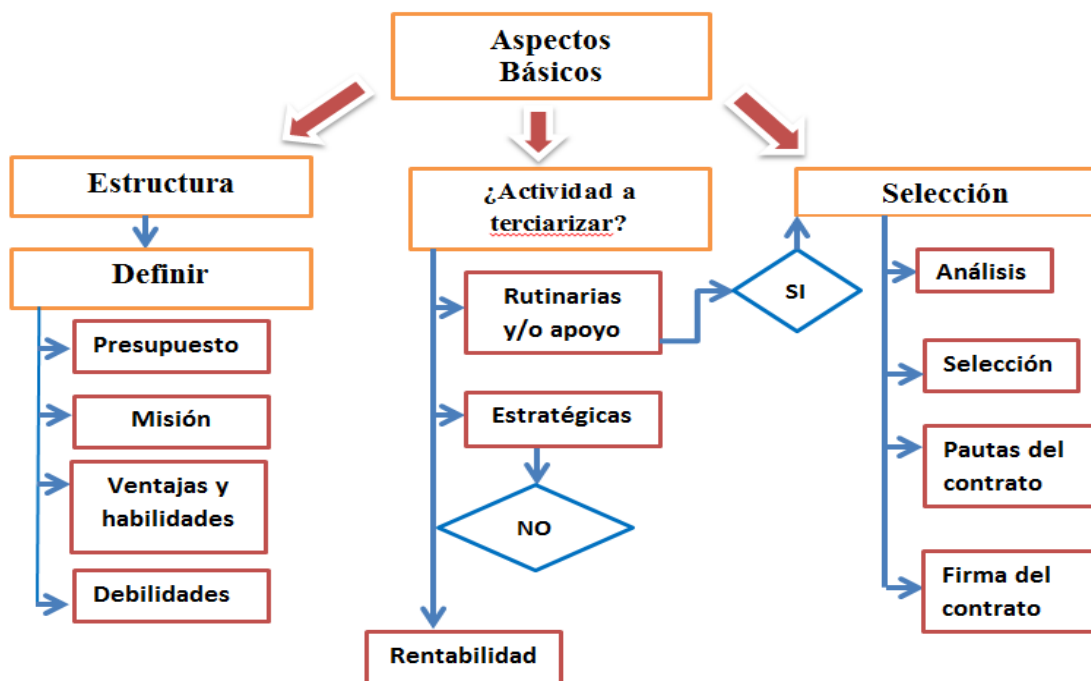 Aspectos
Básicos
Estructura
Definir
Presupuesto
Misión
Ventajas y
habilidades
Debilidades
¿Actividad a
terciarizar?
Rutinarias
y/o apoyo
SI
Estratégicas
NO
Rentabilidad
Selección
Análisis
Selección
Pautas del
contrato
Firma del
contrato